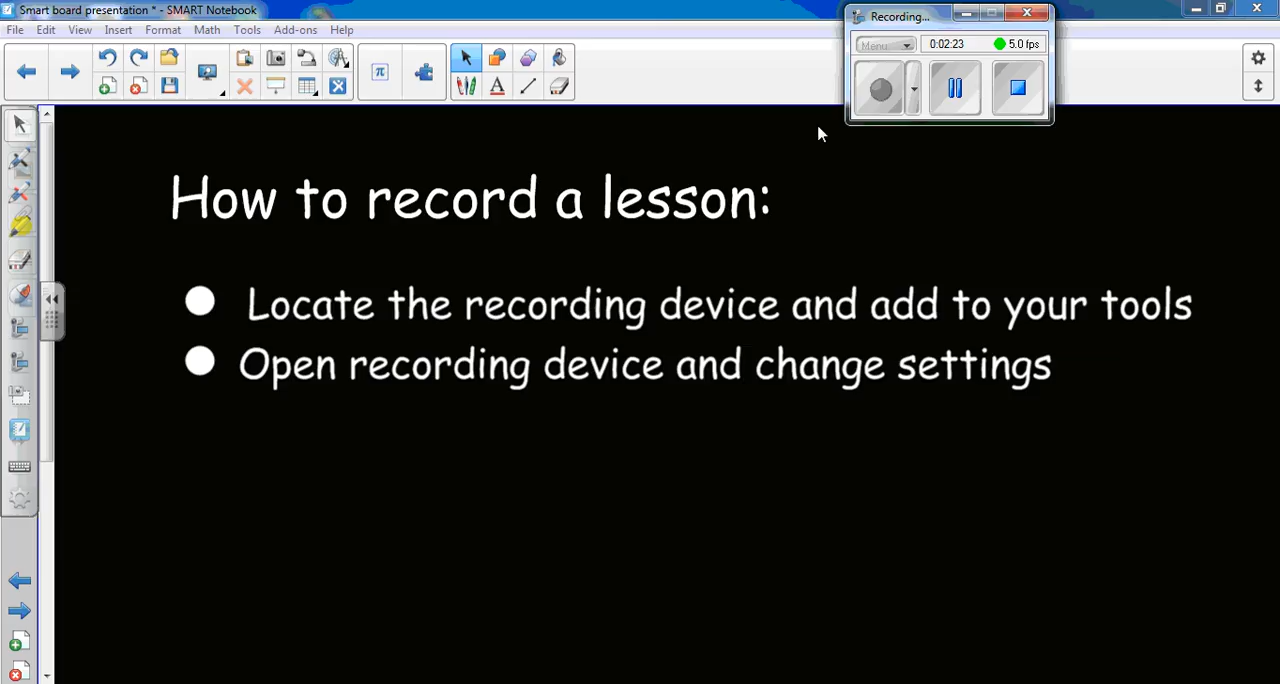 Smart board presentation * - SMART Notebook
Recording...
File Edit View Insert Format Math Tools Add-ons Help
Menu 0:02:23 5.0 fps
π
A
How to record a lesson:
Locate the recording device and add to your tools
Open recording device and change settings